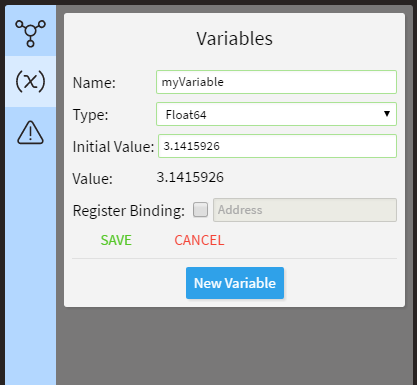 (x)
Variables
Name: myVariable
Type: Float64
Initial Value: 3.1415926
Value: 3.1415926
Register Binding: Address
SAVE CANCEL
New Variable